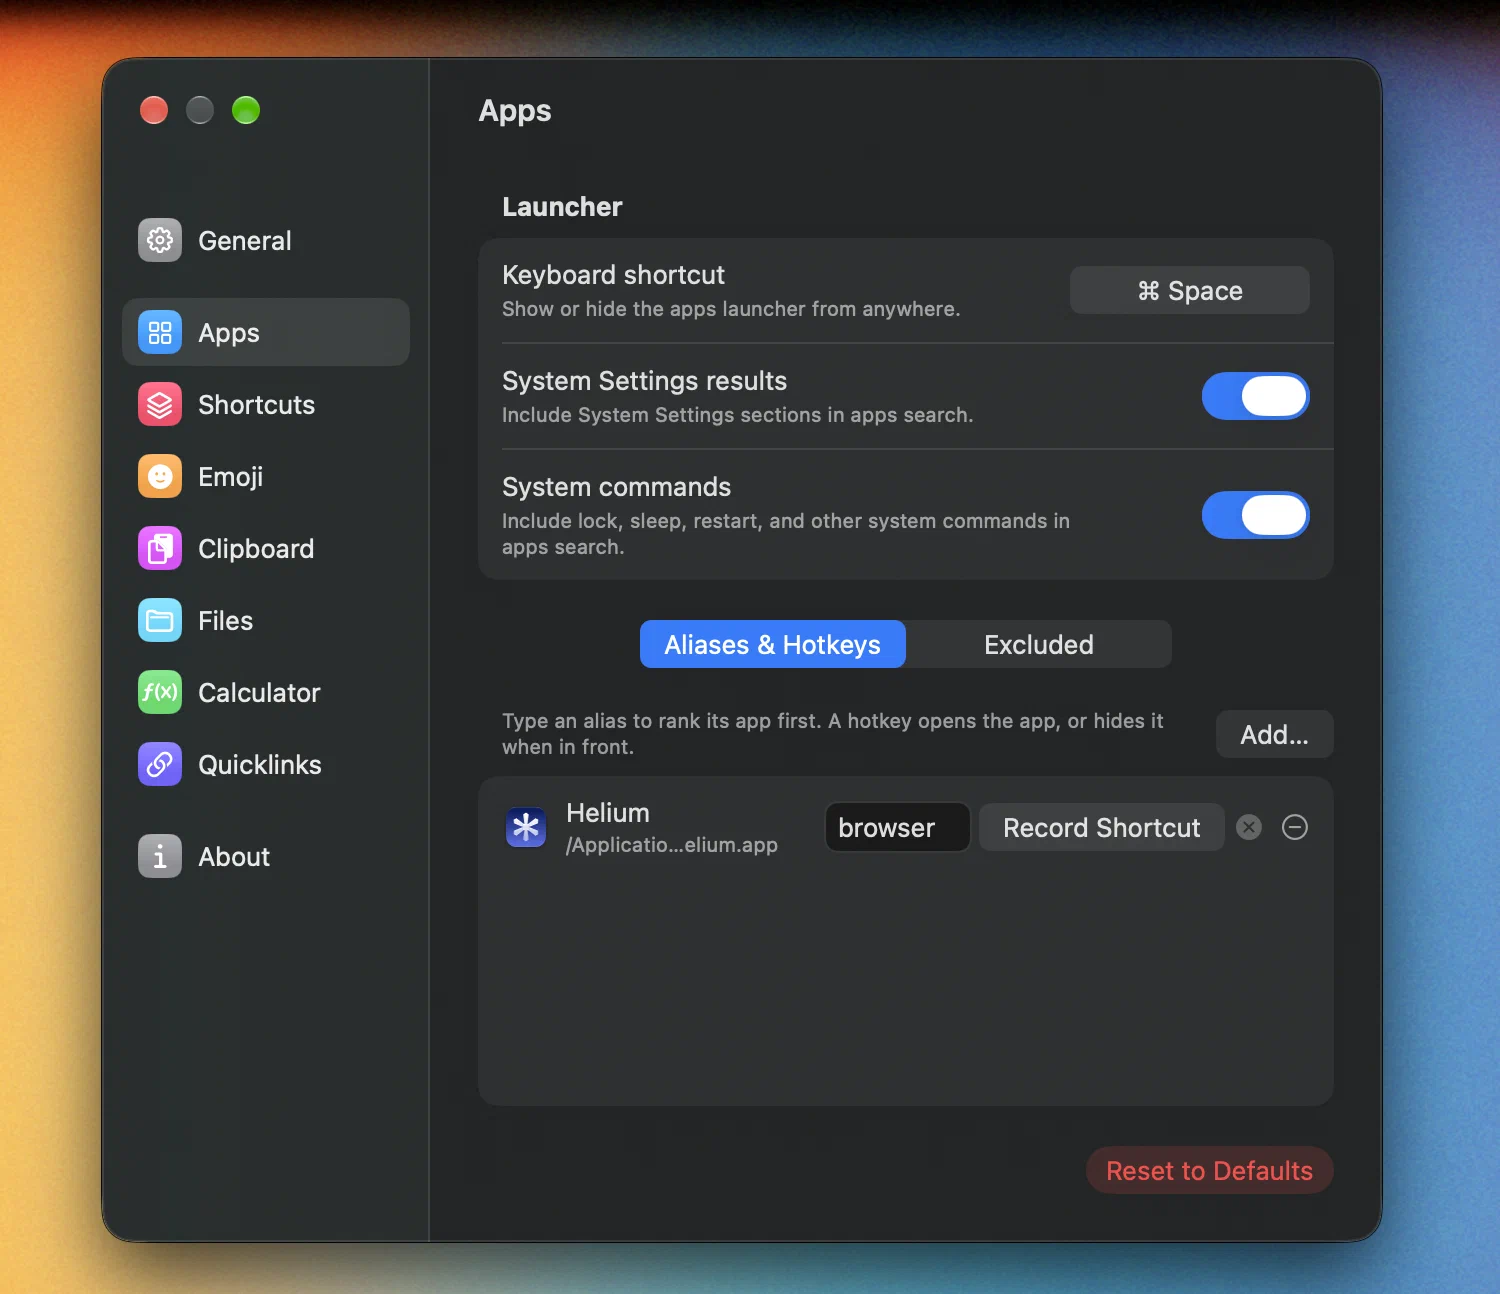 Apps
General
Apps
Shortcuts
Emoji
Clipboard
Files
f(x) Calculator
Quicklinks
i About
Launcher
Keyboard shortcut
Show or hide the apps launcher from anywhere.
⌘ Space
System Settings results
Include System Settings sections in apps search.
System commands
Include lock, sleep, restart, and other system commands in
apps search.
Aliases & Hotkeys
Excluded
Type an alias to rank its app first. A hotkey opens the app, or hides it
when in front.
Add...
Helium
/Applicatio...elium.app
browser
Record Shortcut
Reset to Defaults